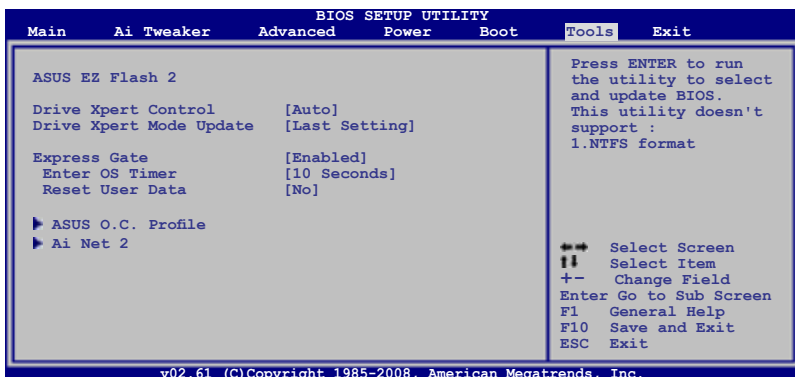 BIOS SETUP UTILITY
Main Ai Tweaker Advanced Power Boot Tools Exit
ASUS EZ Flash 2
Drive Xpert Control [Auto]
Drive Xpert Mode Update [Last Setting]
Express Gate [Enabled]
Enter OS Timer [10 Seconds]
Reset User Data [No]
ASUS O.C. Profile
Ai Net 2
Press ENTER to run
the utility to select
and update BIOS.
This utility doesn't
support :
1.NTFS format
Select Screen
Select Item
+- Change Field
Enter Go to Sub Screen
F1 General Help
F10 Save and Exit
ESC Exit
v02.61 (C)Copyright 1985-2008, American Megatrends, Inc.